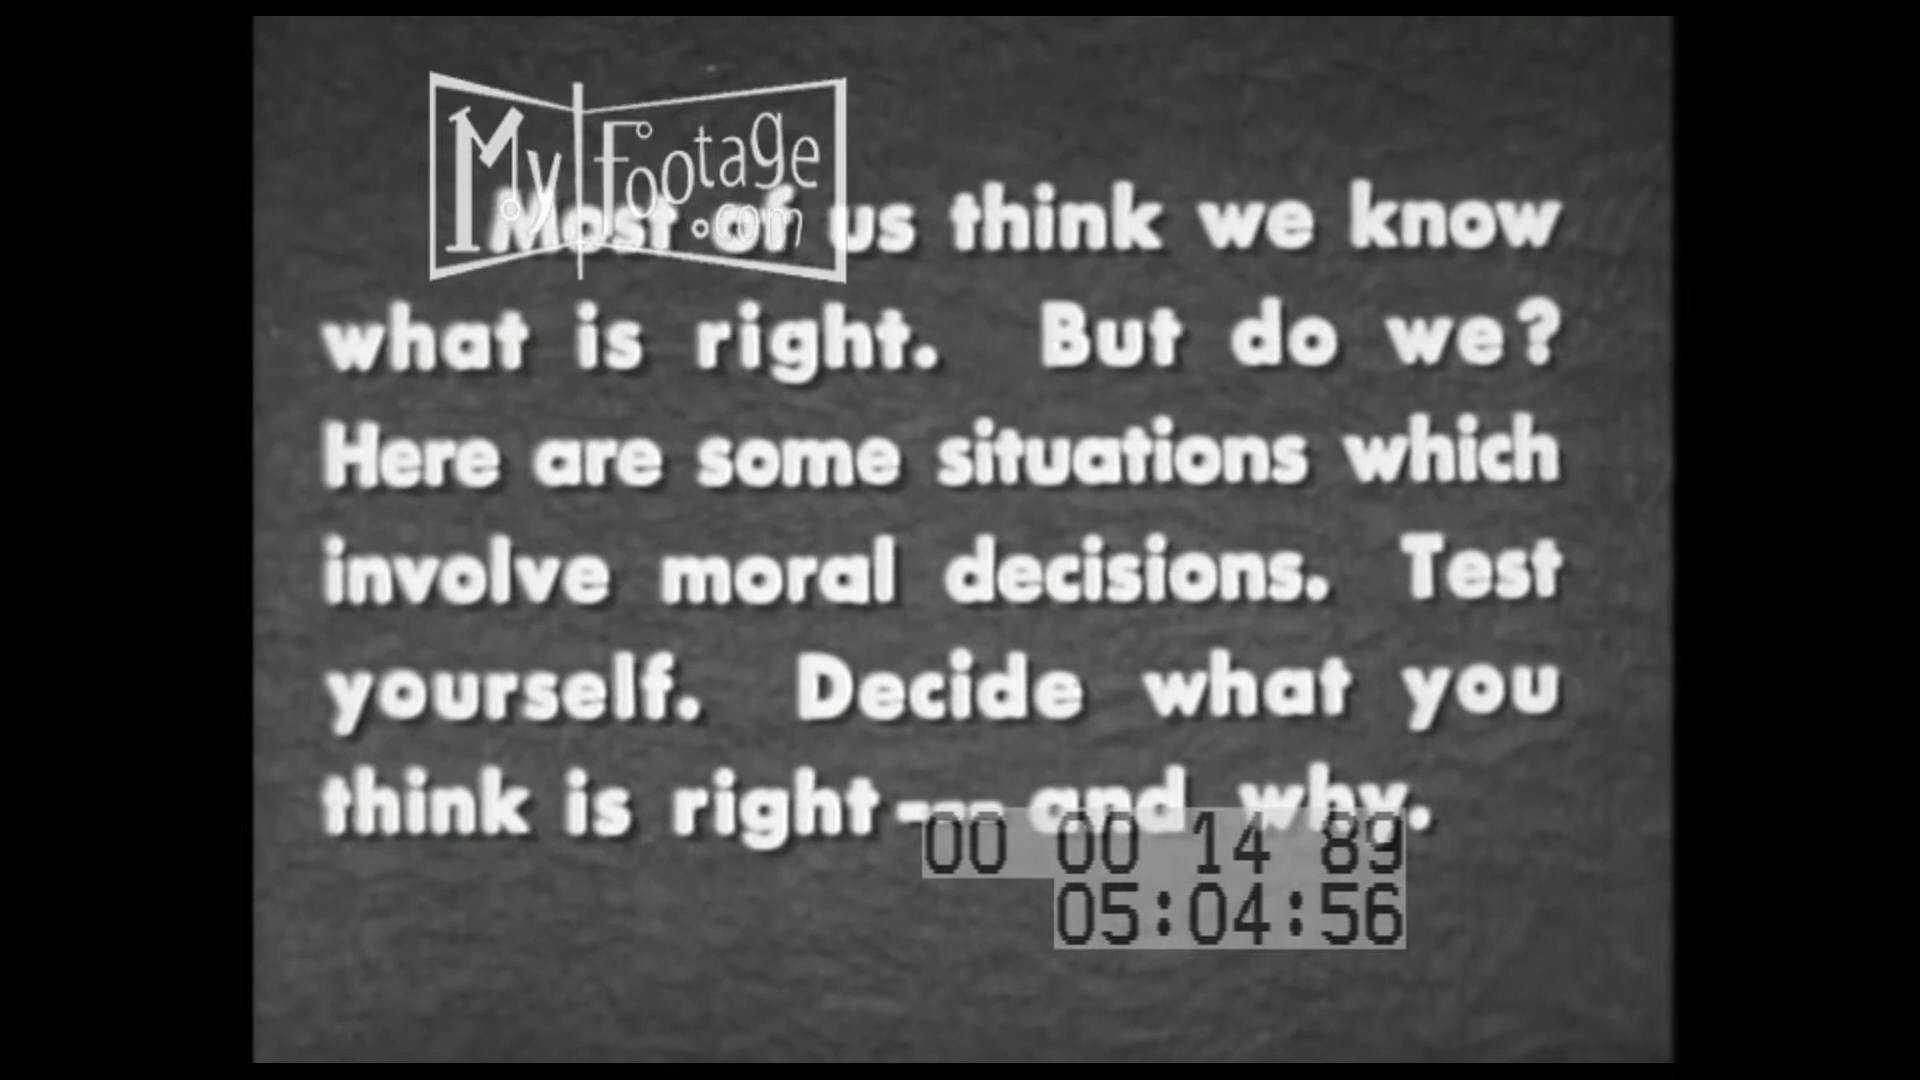 My Footage
.com
Most of us think we know
what is right. But do we?
Here are some situations which
involve moral decisions. Test
yourself. Decide what you
think is right --- and why.
00 00 14 89
05:04:56